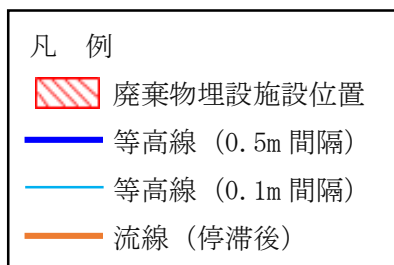 凡 例
廃棄物埋設施設位置
等高線（0.5m 間隔）
等高線（0.1m 間隔）
流線（停滞後）